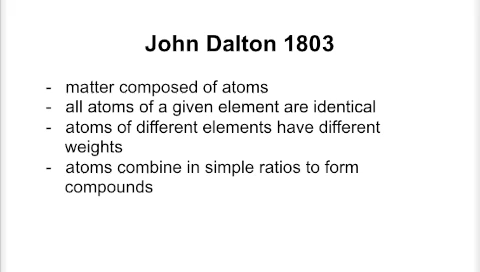 John Dalton 1803
- matter composed of atoms
- all atoms of a given element are identical
- atoms of different elements have different
weights
- atoms combine in simple ratios to form
compounds